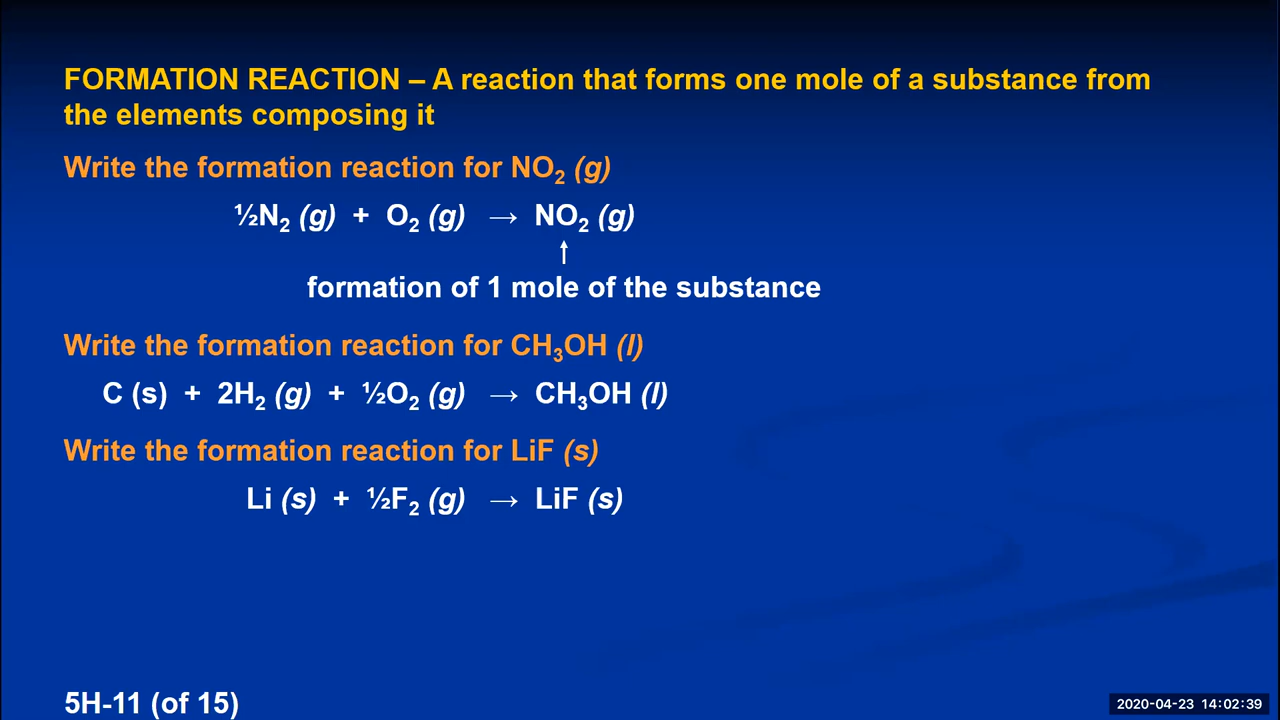 FORMATION REACTION – A reaction that forms one mole of a substance from
the elements composing it
Write the formation reaction for NO₂ (g)
½N₂ (g) + O₂ (g) → NO₂ (g)
↑
formation of 1 mole of the substance
Write the formation reaction for CH₃OH (l)
C (s) + 2H₂ (g) + ½O₂ (g) → CH₃OH (l)
Write the formation reaction for LiF (s)
Li (s) + ½F₂ (g) → LiF (s)
5H-11 (of 15)
2020-04-23 14:02:39